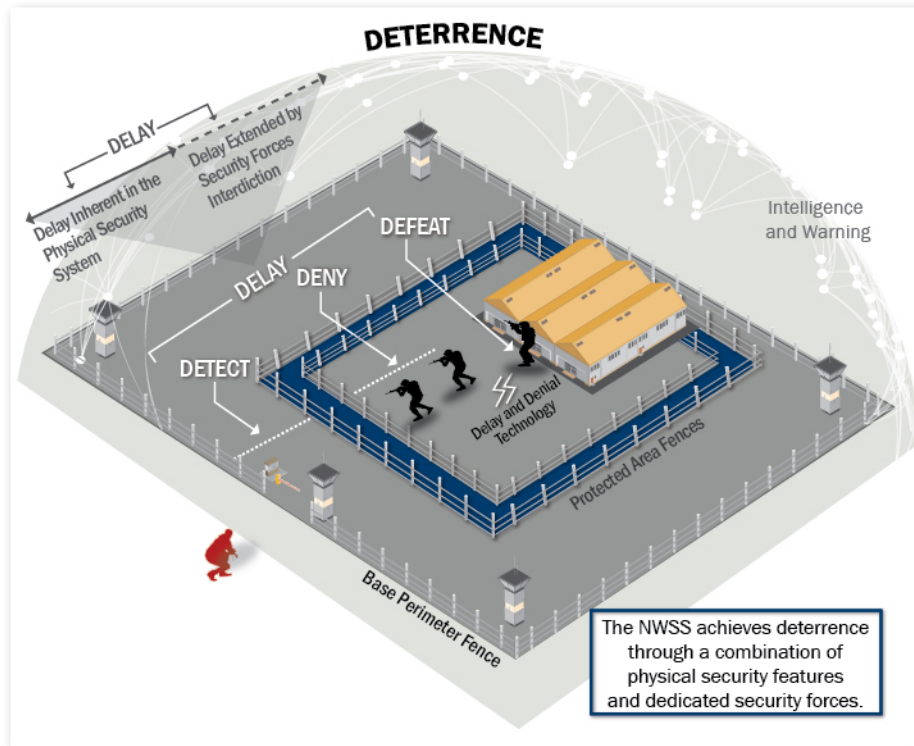 DETERRENCE
DELAY
Delay Inherent in the
Physical Security
System
Delay Extended by
Security Forces
Interdiction
Intelligence
and Warning
DEFEAT
DENY
DELAY
DETECT
Delay and Denial
Technology
Protected Area Fences
Base Perimeter Fence
The NWSS achieves deterrence
through a combination of
physical security features
and dedicated security forces.